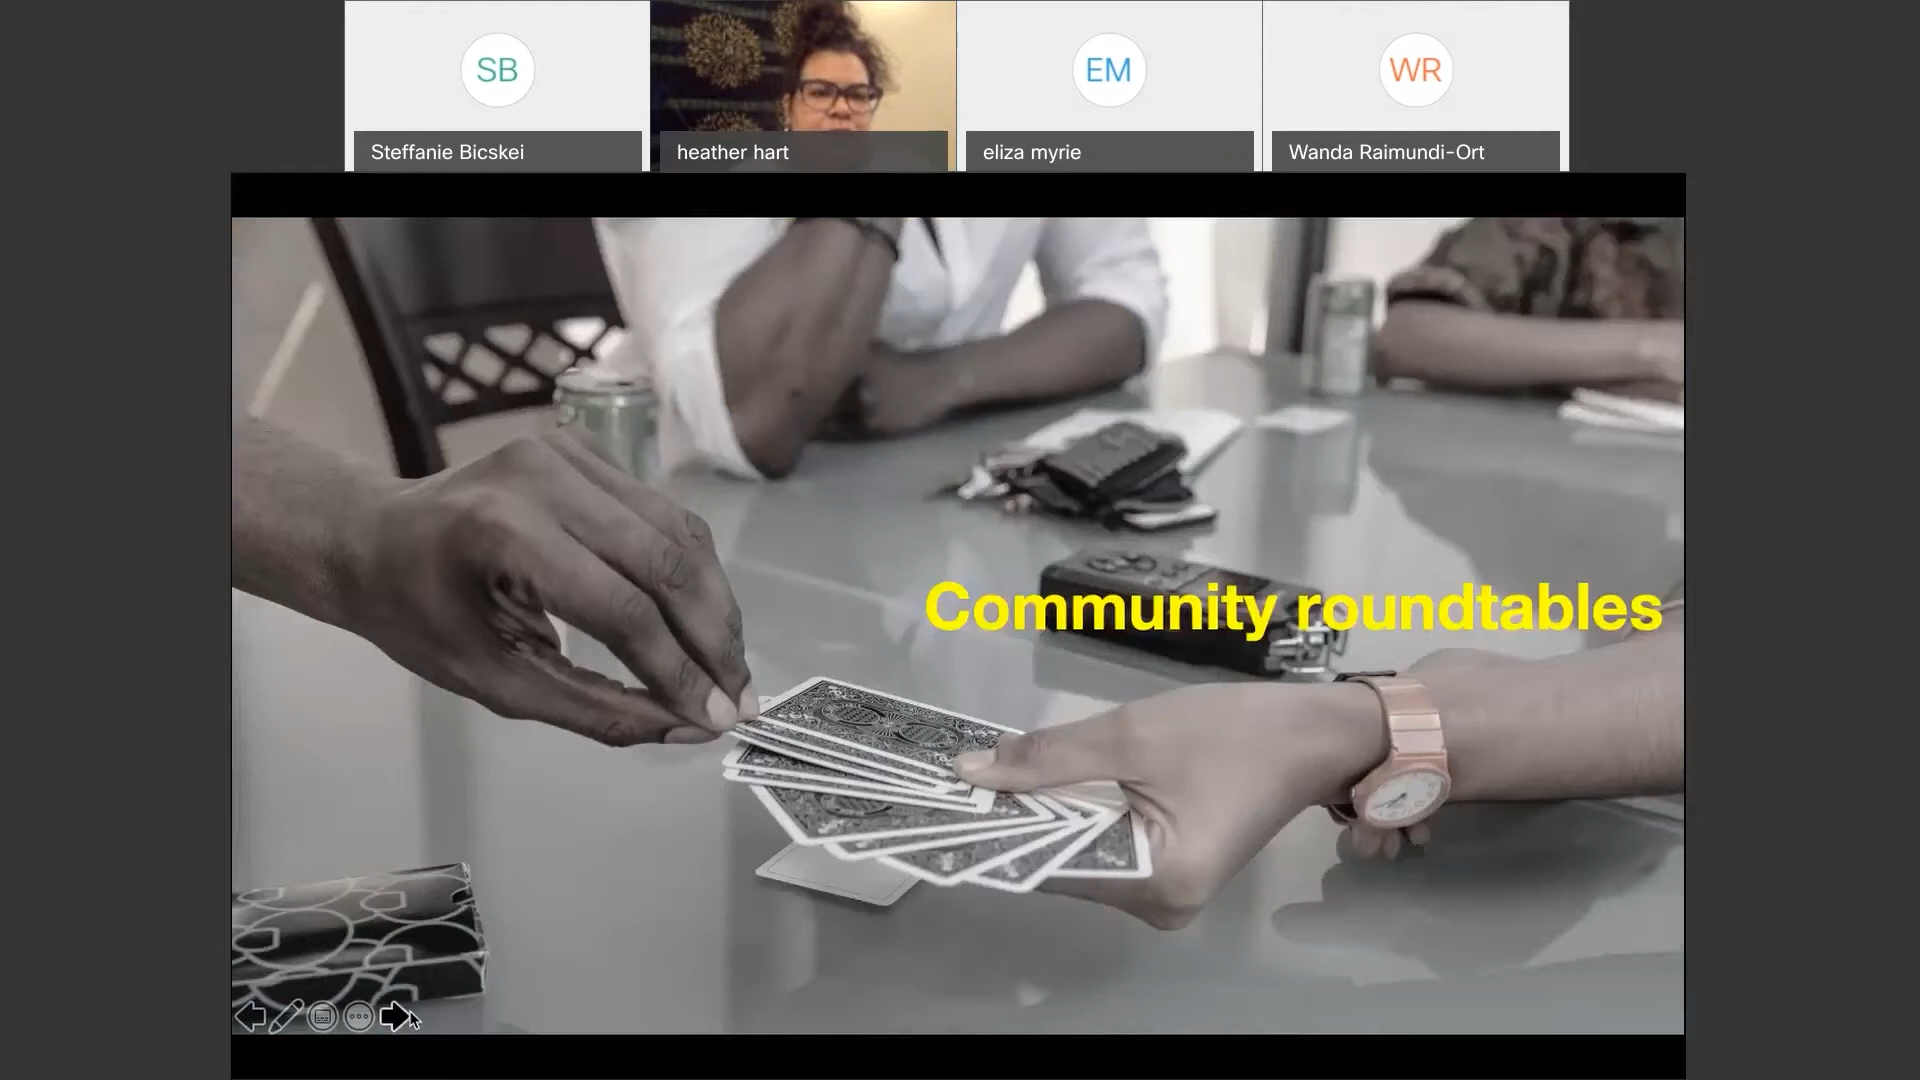 SB
EM
WR
Steffanie Bicskei
heather hart
eliza myrie
Wanda Raimundi-Ort
Community roundtables